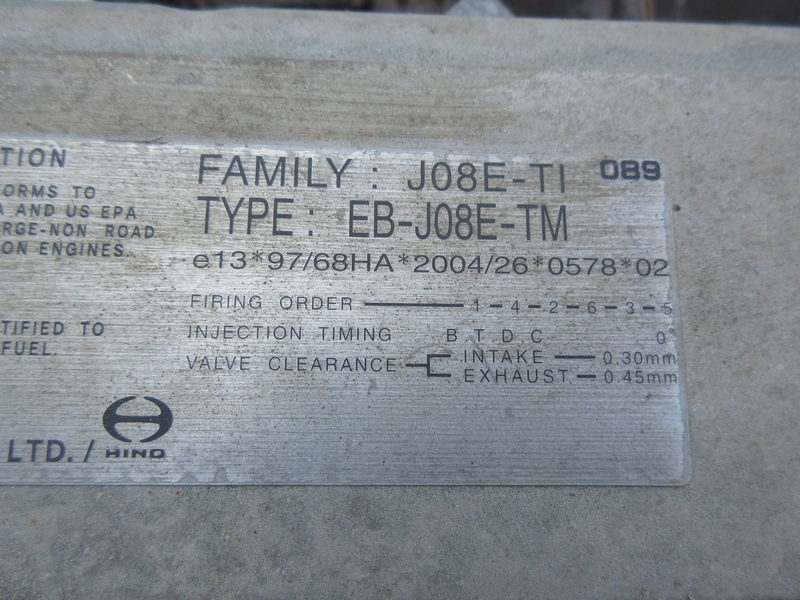 TION
ORMS TO
A AND US EPA
RGE-NON ROAD
ON ENGINES.
TIFIED TO
FUEL.
LTD. / HINO
FAMILY : J08E-TI 089
TYPE : EB-J08E-TM
e13*97/68HA*2004/26*0578*02
FIRING ORDER 1-4-2-6-3-5
INJECTION TIMING B.T.D.C 0°
VALVE CLEARANCE INTAKE 0.30mm
EXHAUST 0.45mm